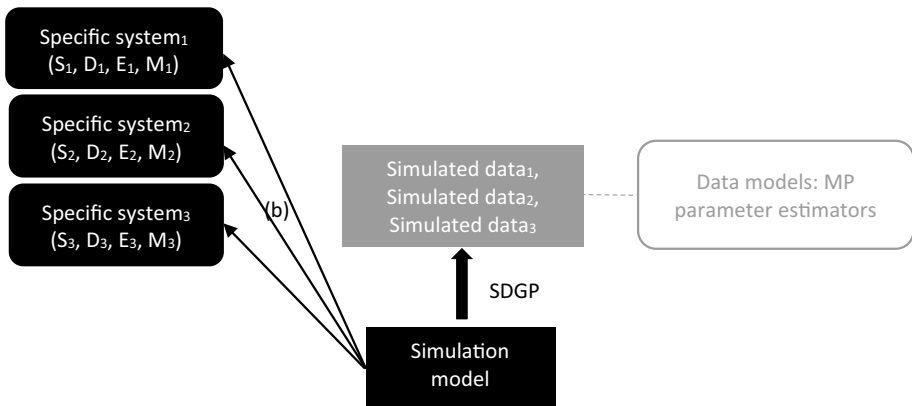 Specific system₁
(S₁, D₁, E₁, M₁)
Specific system₂
(S₂, D₂, E₂, M₂)
Specific system₃
(S₃, D₃, E₃, M₃)
(b)
Simulated data₁,
Simulated data₂,
Simulated data₃
Data models: MP
parameter estimators
SDGP
Simulation
model